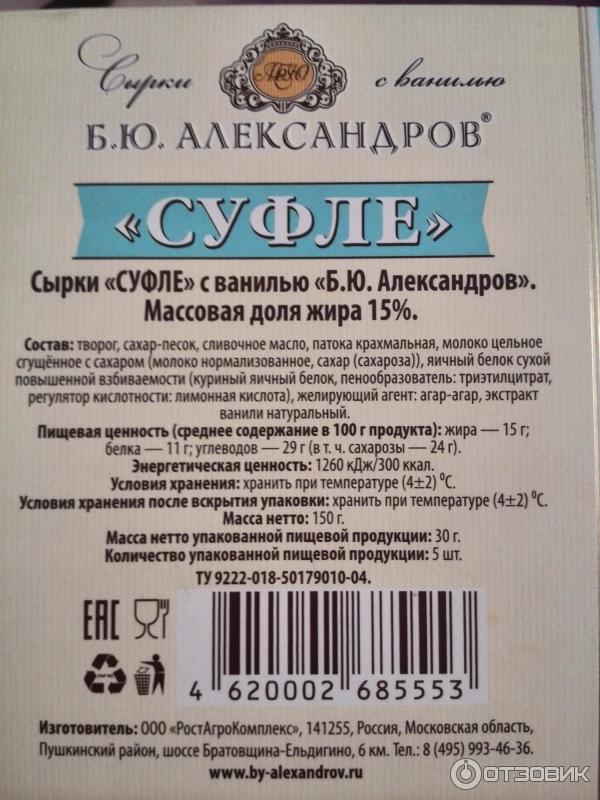 Сырки с ванилью
АБЮ
Б.Ю. АЛЕКСАНДРОВ®
«СУФЛЕ»
Сырки «СУФЛЕ» с ванилью «Б.Ю. Александров».
Массовая доля жира 15%.
Состав: творог, сахар-песок, сливочное масло, патока крахмальная, молоко цельное
сгущённое с сахаром (молоко нормализованное, сахар (сахароза)), яичный белок сухой
повышенной взбиваемости (куриный яичный белок, пенообразователь: триэтилцитрат,
регулятор кислотности: лимонная кислота), желирующий агент: агар-агар, экстракт
ванили натуральный.
Пищевая ценность (среднее содержание в 100 г продукта): жира — 15 г;
белка — 11 г; углеводов — 29 г (в т. ч. сахарозы — 24 г).
Энергетическая ценность: 1260 кДж/300 ккал.
Условия хранения: хранить при температуре (4±2) ⁰С.
Условия хранения после вскрытия упаковки: хранить при температуре (4±2) ⁰С.
Масса нетто: 150 г.
Масса нетто упакованной пищевой продукции: 30 г.
Количество упакованной пищевой продукции: 5 шт.
ТУ 9222-018-50179010-04.
EAC
4 620002 685553
Изготовитель: ООО «РостАгроКомплекс», 141255, Россия, Московская область,
Пушкинский район, шоссе Братовщина-Ельдигино, 6 км. Тел.: 8 (495) 993-46-36.
www.by-alexandrov.ru
ОТЗОВИК